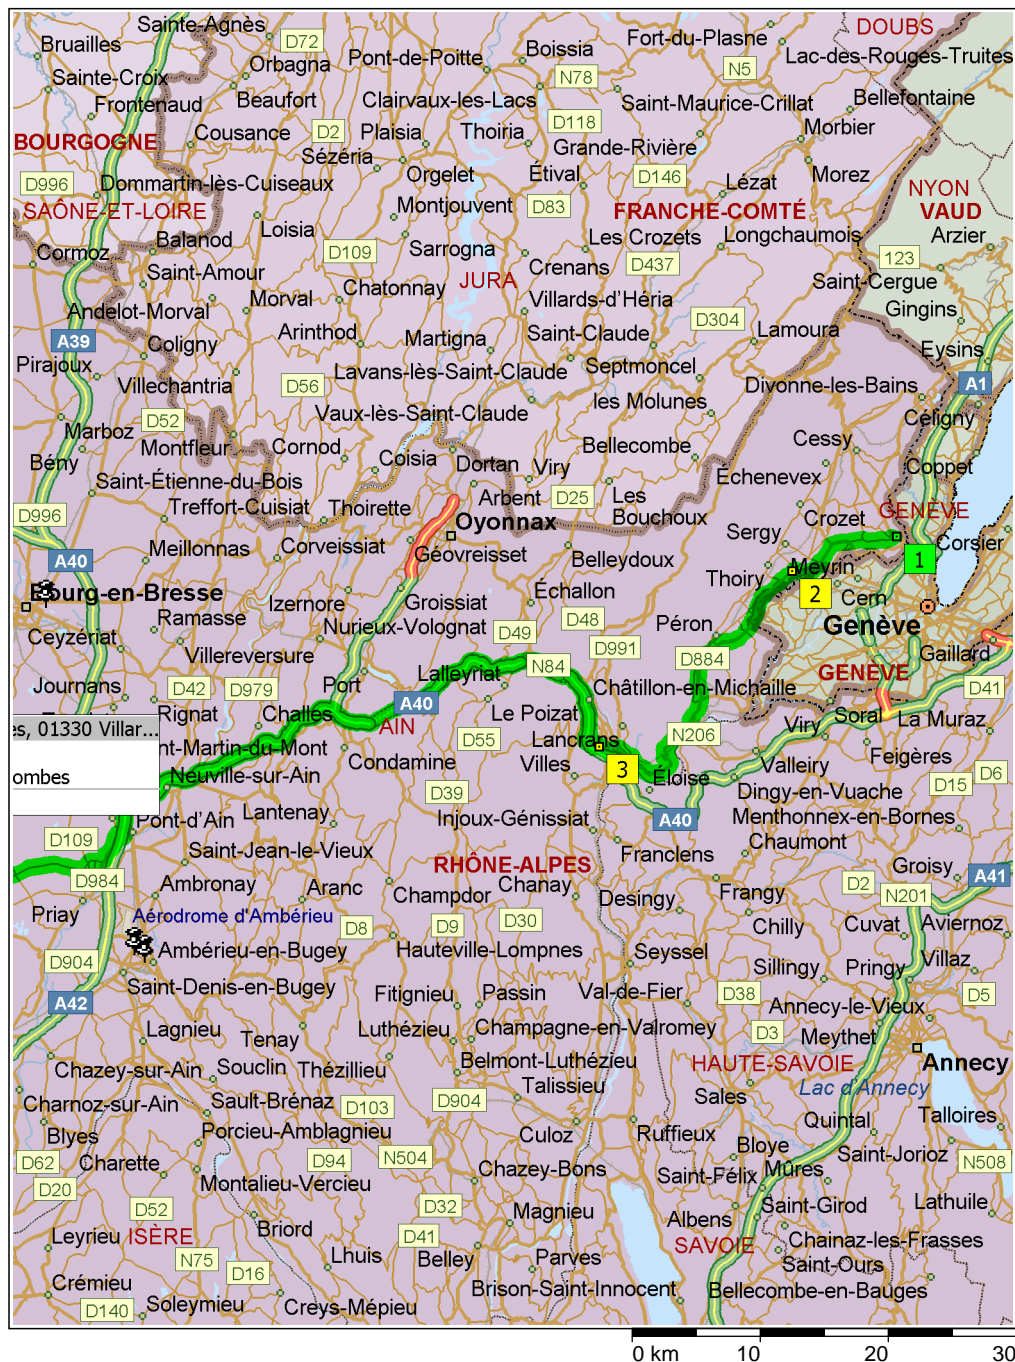 Sainte-Agnès
DOUBS
Bruailles
D72
Orbagna
Pont-de-Poitte
Boissia
Fort-du-Plasne
Lac-des-Rouges-Truites
N5
Sainte-Croix
N78
Frontenaud
Beaufort
Clairvaux-les-Lacs
Saint-Maurice-Crillat
Bellefontaine
BOURGOGNE
Cousance
D2
Plaisia
Thoiria
D118
Morbier
Sézéria
Grande-Rivière
D996
Dommartin-lès-Cuiseaux
Orgelet
Étival
D146
Lézat
Morez
NYON
SAÔNE-ET-LOIRE
Montjouvent
D83
FRANCHE-COMTÉ
VAUD
Loisia
Cormoz
Balanod
D109
Sarrogna
Les Crozets
Longchaumois
Arzier
Saint-Amour
Crenans
D437
123
Chatonnay
JURA
Saint-Cergue
Andelot-Morval
Morval
Villards-d'Héria
Gingins
A39
Arinthod
Martigna
Saint-Claude
D304
Lamoura
Coligny
Eysins
Pirajoux
Villechantria
D56
Lavans-lès-Saint-Claude
Septmoncel
Divonne-les-Bains
A1
Marboz
D52
Vaux-lès-Saint-Claude
les Molunes
Céligny
Montfleur
Cornod
Coisia
Bellecombe
Cessy
Bény
Dortan
Viry
Échenevex
Coppet
Saint-Étienne-du-Bois
Arbent
D25
Les
Bouchoux
Treffort-Cuisiat
Thoirette
Crozet
GENÈVE
D996
Oyonnax
Sergy
Corsier
Meillonnas
Corveissiat
Géovreisset
Belleydoux
1
A40
Meyrin
Thoiry
Bourg-en-Bresse
Izernore
Groissiat
Échallon
2
Cern
Ceyzériat
Ramasse
Nurieux-Volognat
D49
D48
Péron
Genève
Villereversure
D991
Gaillard
Journans
Port
Lalleyriat
N84
D884
GENÈVE
D42
D979
A40
Châtillon-en-Michaille
D41
Rignat
Challes
AIN
Le Poizat
Viry
Soral
La Muraz
es, 01330 Villar...
D55
Lancrans
N206
nt-Martin-du-Mont
Condamine
Villes
3
Éloise
Valleiry
Feigères
ombes
Neuville-sur-Ain
D39
Dingy-en-Vuache
D15
D6
Pont-d'Ain
Lantenay
Injoux-Génissiat
A40
Menthonnex-en-Bornes
D109
Saint-Jean-le-Vieux
RHÔNE-ALPES
Franclens
Chaumont
Groisy
A41
D984
Ambronay
Aranc
Champdor
Chanay
Desingy
Frangy
D2
N201
Priay
Aérodrome d'Ambérieu
D8
D9
D30
Chilly
Cuvat
Aviernoz
D904
Ambérieu-en-Bugey
Hauteville-Lompnes
Seyssel
Sillingy
Pringy
Villaz
A42
Saint-Denis-en-Bugey
Fitignieu
Passin
Val-de-Fier
D38
D5
Annecy-le-Vieux
Lagnieu
Tenay
Luthézieu
Champagne-en-Valromey
D3
Meythet
Chazey-sur-Ain
Souclin
Thézillieu
Belmont-Luthézieu
HAUTE-SAVOIE
Annecy
Talissieu
Lac d'Annecy
Charnoz-sur-Ain
Sault-Brénaz
D103
D904
Sales
Quintal
Talloires
Blyes
Porcieu-Amblagnieu
Culoz
Ruffieux
Bloye
D62
Charette
D94
N504
Chazey-Bons
Saint-Félix
Mûres
Saint-Jorioz
N508
D20
Montalieu-Vercieu
D52
D32
Magnieu
Saint-Girod
Lathuile
Leyrieu
ISÈRE
Briord
D41
Albens
SAVOIE
Chainaz-les-Frasses
N75
D16
Lhuis
Belley
Parves
Saint-Ours
Crémieu
Brison-Saint-Innocent
Bellecombe-en-Bauges
D140
Soleymieu
Creys-Mépieu
0 km
10
20
30